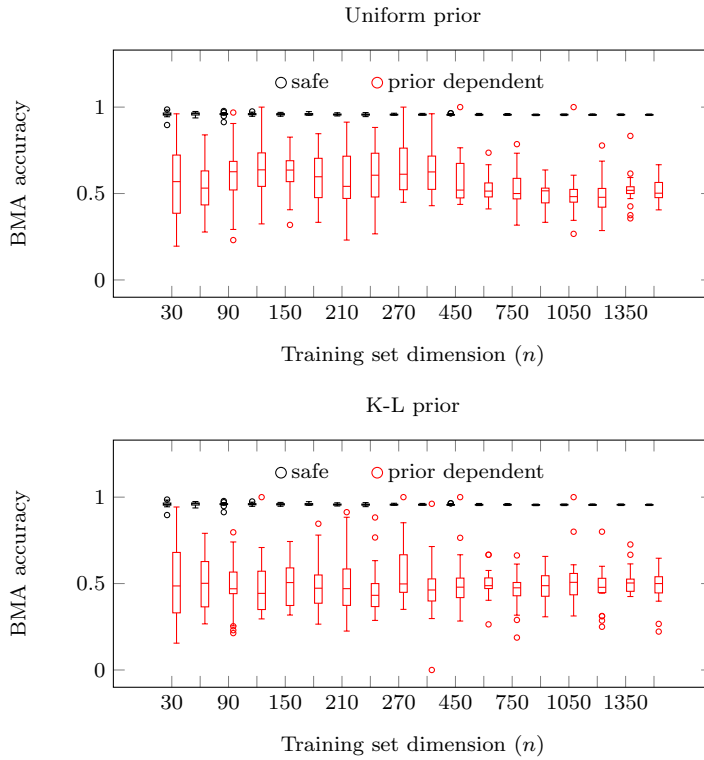 Uniform prior
safe prior dependent
1
0.5
0
BMA accuracy
30 90 150 210 270 450 750 1050 1350
Training set dimension (n)
K-L prior
safe prior dependent
1
0.5
0
BMA accuracy
30 90 150 210 270 450 750 1050 1350
Training set dimension (n)